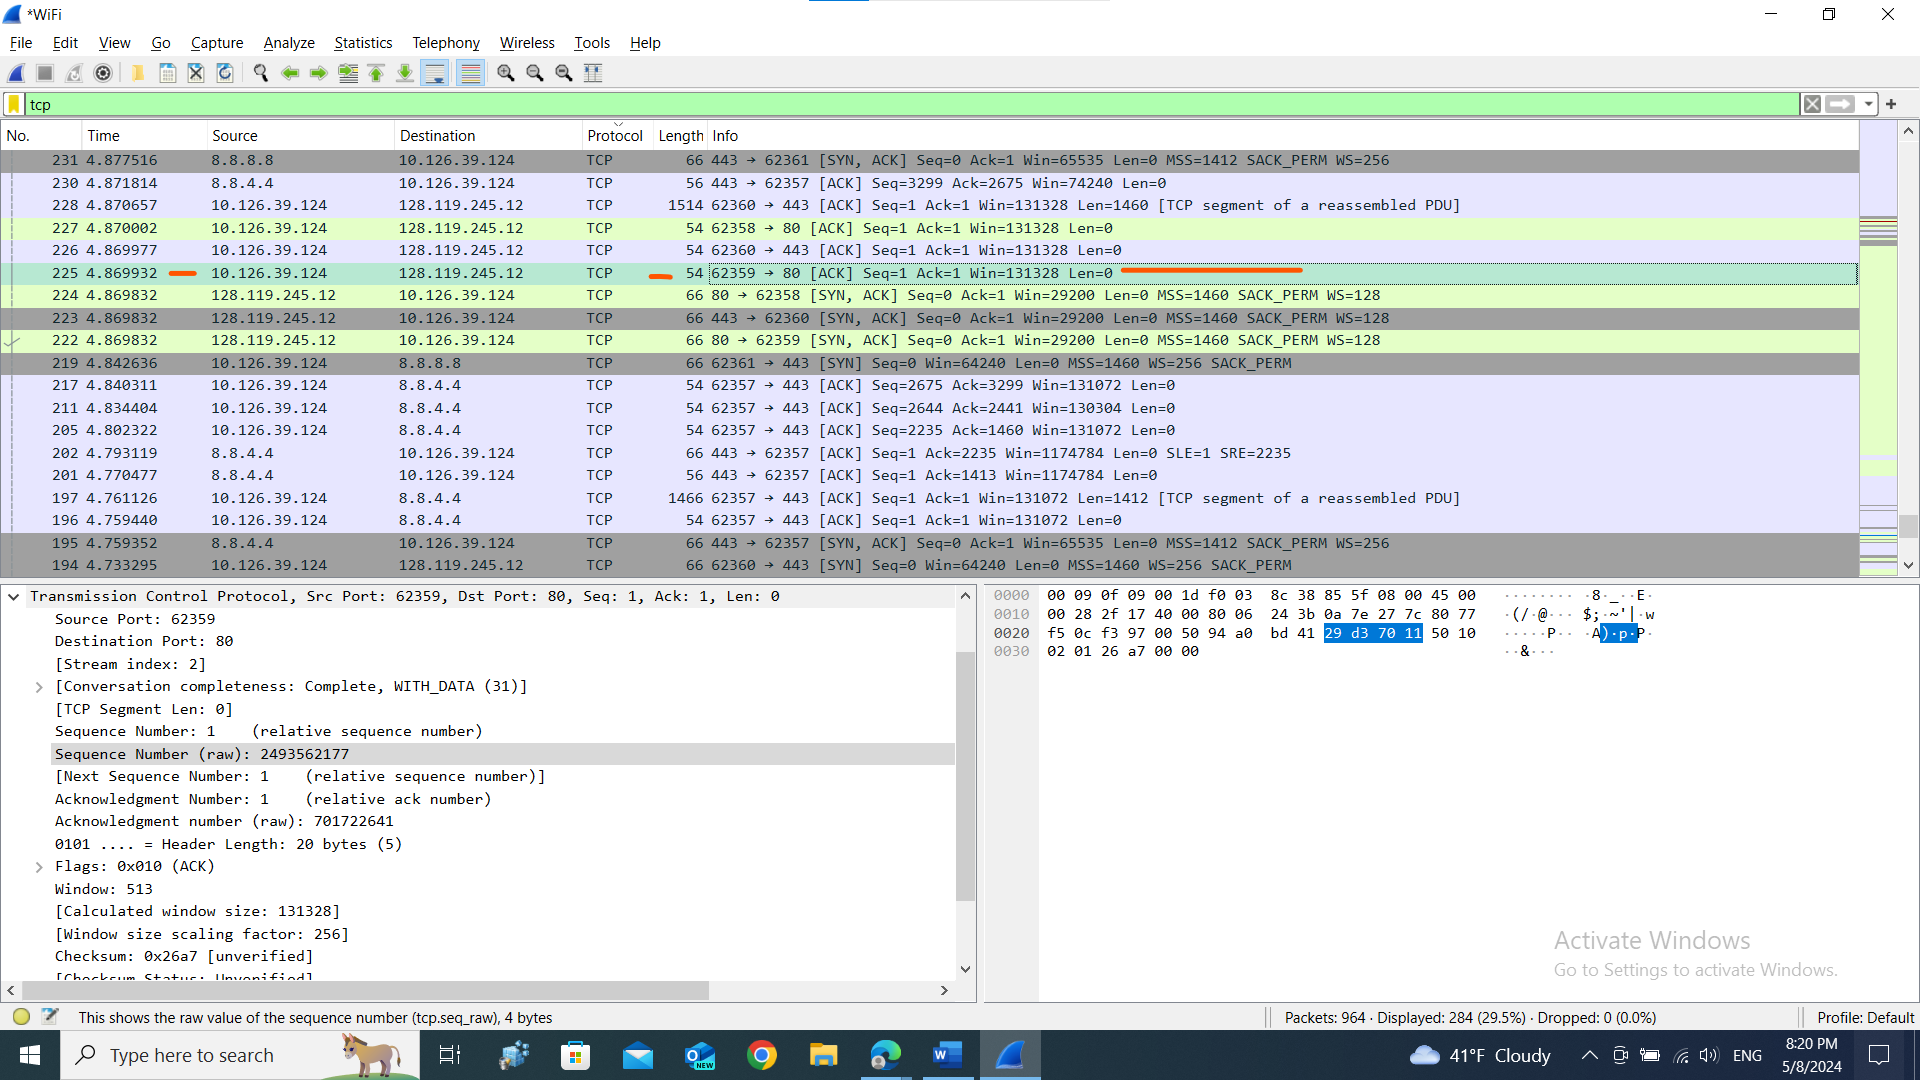 *WiFi
File Edit View Go Capture Analyze Statistics Telephony Wireless Tools Help
tcp
No. Time Source Destination Protocol Length Info
231 4.877516 8.8.8.8 10.126.39.124 TCP 66 443 → 62361 [SYN, ACK] Seq=0 Ack=1 Win=65535 Len=0 MSS=1412 SACK_PERM WS=256
230 4.871814 8.8.4.4 10.126.39.124 TCP 56 443 → 62357 [ACK] Seq=3299 Ack=2675 Win=74240 Len=0
228 4.870657 10.126.39.124 128.119.245.12 TCP 1514 62360 → 443 [ACK] Seq=1 Ack=1 Win=131328 Len=1460 [TCP segment of a reassembled PDU]
227 4.870002 10.126.39.124 128.119.245.12 TCP 54 62358 → 80 [ACK] Seq=1 Ack=1 Win=131328 Len=0
226 4.869977 10.126.39.124 128.119.245.12 TCP 54 62360 → 443 [ACK] Seq=1 Ack=1 Win=131328 Len=0
225 4.869932 10.126.39.124 128.119.245.12 TCP 54 62359 → 80 [ACK] Seq=1 Ack=1 Win=131328 Len=0
224 4.869832 128.119.245.12 10.126.39.124 TCP 66 80 → 62358 [SYN, ACK] Seq=0 Ack=1 Win=29200 Len=0 MSS=1460 SACK_PERM WS=128
223 4.869832 128.119.245.12 10.126.39.124 TCP 66 443 → 62360 [SYN, ACK] Seq=0 Ack=1 Win=29200 Len=0 MSS=1460 SACK_PERM WS=128
222 4.869832 128.119.245.12 10.126.39.124 TCP 66 80 → 62359 [SYN, ACK] Seq=0 Ack=1 Win=29200 Len=0 MSS=1460 SACK_PERM WS=128
219 4.842636 10.126.39.124 8.8.8.8 TCP 66 62361 → 443 [SYN] Seq=0 Win=64240 Len=0 MSS=1460 WS=256 SACK_PERM
217 4.840311 10.126.39.124 8.8.4.4 TCP 54 62357 → 443 [ACK] Seq=2675 Ack=3299 Win=131072 Len=0
211 4.834404 10.126.39.124 8.8.4.4 TCP 54 62357 → 443 [ACK] Seq=2644 Ack=2441 Win=130304 Len=0
205 4.802322 10.126.39.124 8.8.4.4 TCP 54 62357 → 443 [ACK] Seq=2235 Ack=1460 Win=131072 Len=0
202 4.793119 8.8.4.4 10.126.39.124 TCP 66 443 → 62357 [ACK] Seq=1 Ack=2235 Win=1174784 Len=0 SLE=1 SRE=2235
201 4.770477 8.8.4.4 10.126.39.124 TCP 56 443 → 62357 [ACK] Seq=1 Ack=1413 Win=1174784 Len=0
197 4.761126 10.126.39.124 8.8.4.4 TCP 1466 62357 → 443 [ACK] Seq=1 Ack=1 Win=131072 Len=1412 [TCP segment of a reassembled PDU]
196 4.759440 10.126.39.124 8.8.4.4 TCP 54 62357 → 443 [ACK] Seq=1 Ack=1 Win=131072 Len=0
195 4.759352 8.8.4.4 10.126.39.124 TCP 66 443 → 62357 [SYN, ACK] Seq=0 Ack=1 Win=65535 Len=0 MSS=1412 SACK_PERM WS=256
194 4.733295 10.126.39.124 128.119.245.12 TCP 66 62360 → 443 [SYN] Seq=0 Win=64240 Len=0 MSS=1460 WS=256 SACK_PERM
Transmission Control Protocol, Src Port: 62359, Dst Port: 80, Seq: 1, Ack: 1, Len: 0
Source Port: 62359
Destination Port: 80
[Stream index: 2]
[Conversation completeness: Complete, WITH_DATA (31)]
[TCP Segment Len: 0]
Sequence Number: 1 (relative sequence number)
Sequence Number (raw): 2493562177
[Next Sequence Number: 1 (relative sequence number)]
Acknowledgment Number: 1 (relative ack number)
Acknowledgment number (raw): 701722641
0101 .... = Header Length: 20 bytes (5)
Flags: 0x010 (ACK)
Window: 513
[Calculated window size: 131328]
[Window size scaling factor: 256]
Checksum: 0x26a7 [unverified]
[Checksum Status: Unverified]
0000 00 09 0f 09 00 1d f0 03 8c 38 85 5f 08 00 45 00 ········ ·8·_··E·
0010 00 28 2f 17 40 00 80 06 24 3b 0a 7e 27 7c 80 77 ·(/·@··· $;·~'|·w
0020 f5 0c f3 97 00 50 94 a0 bd 41 29 d3 70 11 50 10 ·····P·· ·A)·p·P·
0030 02 01 26 a7 00 00 ··&···
Activate Windows
Go to Settings to activate Windows.
This shows the raw value of the sequence number (tcp.seq_raw), 4 bytes
Packets: 964 · Displayed: 284 (29.5%) · Dropped: 0 (0.0%)
Profile: Default
Type here to search
NEW
41°F Cloudy
ENG
8:20 PM
5/8/2024